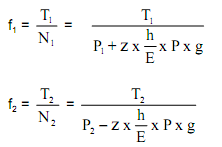 f₁ = T₁ / N₁ = T₁ / (P₁ + z x h/E x P x g)
f₂ = T₂ / N₂ = T₂ / (P₂ – z x h/E x P x g)